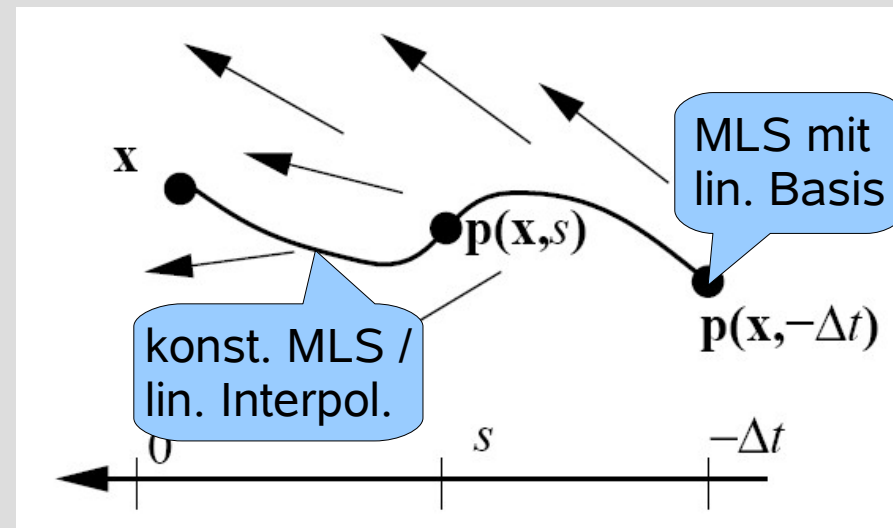 x
MLS mit
lin. Basis
p(x,s)
p(x,−Δt)
konst. MLS /
lin. Interpol.
0 s −Δt